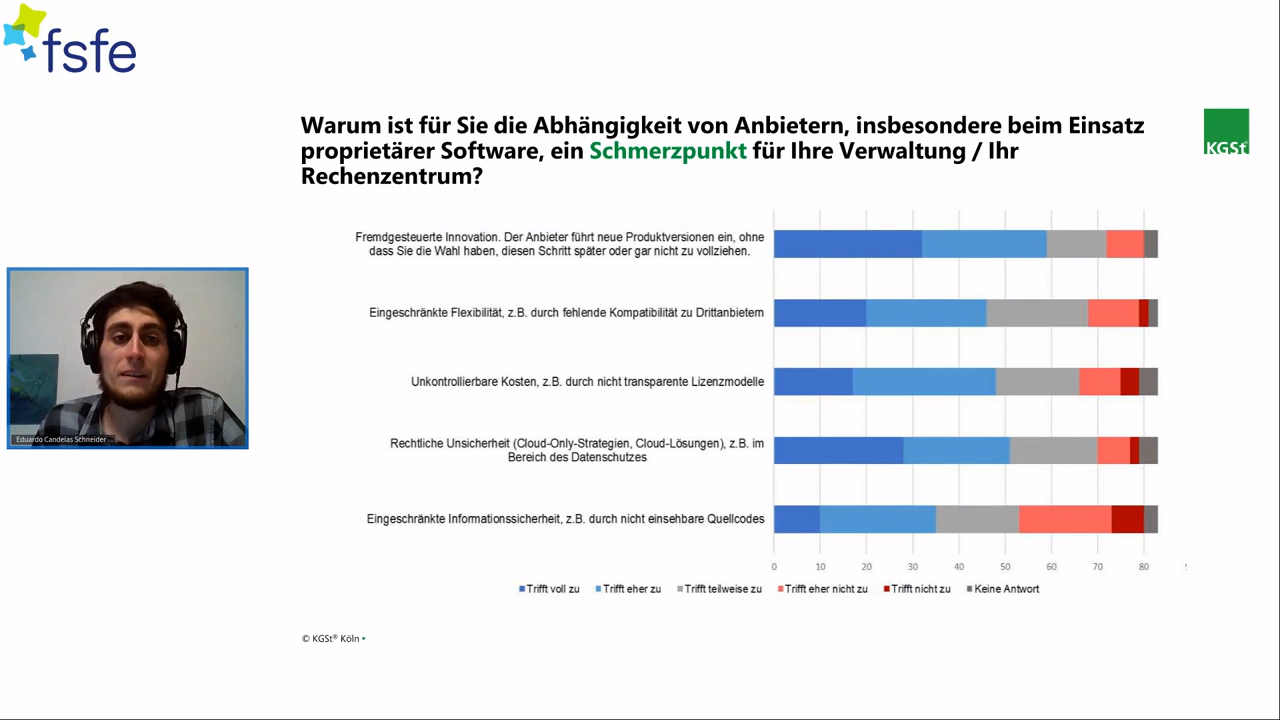 fsfe
Warum ist für Sie die Abhängigkeit von Anbietern, insbesondere beim Einsatz
proprietärer Software, ein Schmerzpunkt für Ihre Verwaltung / Ihr
Rechenzentrum?
KGSt
Fremdgesteuerte Innovation. Der Anbieter führt neue Produktversionen ein, ohne
dass Sie die Wahl haben, diesen Schritt später oder gar nicht zu vollziehen.
Eingeschränkte Flexibilität, z.B. durch fehlende Kompatibilität zu Drittanbietern
Unkontrollierbare Kosten, z.B. durch nicht transparente Lizenzmodelle
Rechtliche Unsicherheit (Cloud-Only-Strategien, Cloud-Lösungen), z.B. im
Bereich des Datenschutzes
Eingeschränkte Informationssicherheit, z.B. durch nicht einsehbare Quellcodes
0 10 20 30 40 50 60 70 80
Trifft voll zu Trifft eher zu Trifft teilweise zu Trifft eher nicht zu Trifft nicht zu Keine Antwort
Eduardo Candeias Schneider
© KGSt® Köln •